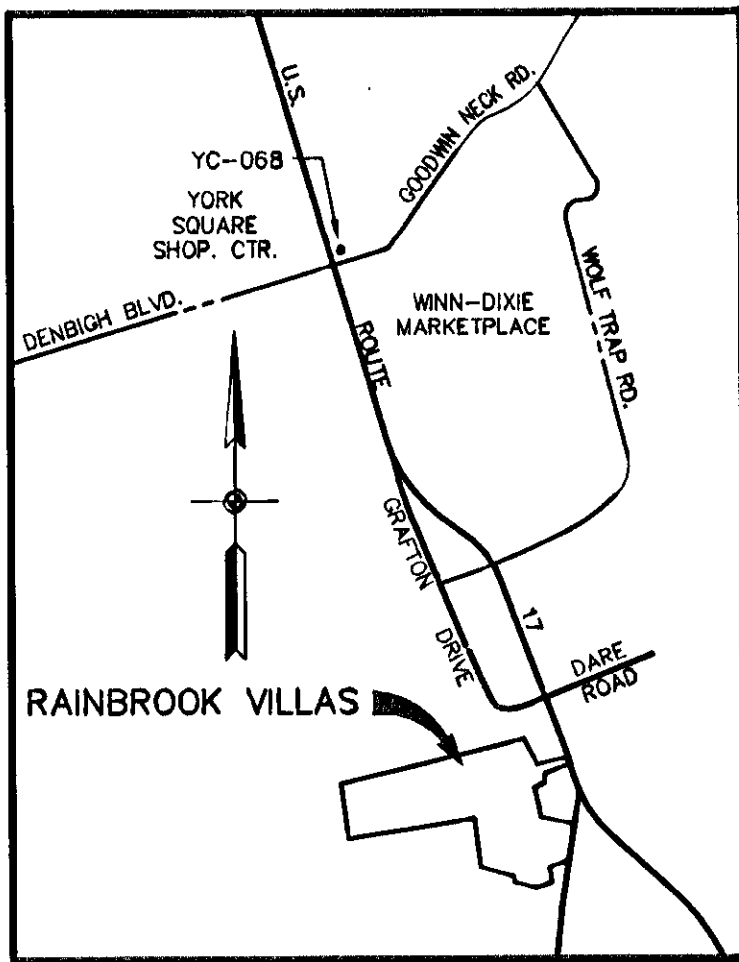 U.S.
GOODWIN NECK RD.
YC-068
YORK
SQUARE
SHOP. CTR.
DENBIGH BLVD.
WINN-DIXIE
MARKETPLACE
WOLF TRAP RD.
ROUTE
GRAFTON
DRIVE
17
DARE
ROAD
RAINBROOK VILLAS